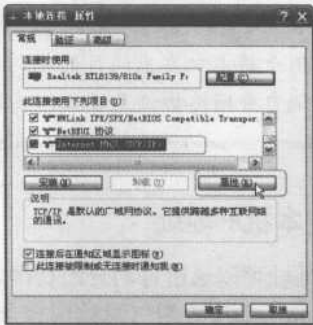 本地连接 属性
常规 验证 高级
连接时使用:
Realtek RTL8139/810x Family F:
配置(C)...
此连接使用下列项目(O):
NWLink IPX/SPX/NetBIOS Compatible Transpor
NetBEUI 协议
Internet 协议 (TCP/IP)
安装(N)... 卸载(U) 属性(R)
说明
TCP/IP 是默认的广域网协议。它提供跨越多种互联网络
的通讯。
连接后在通知区域显示图标(W)
此连接被限制或无连接时通知我(M)
确定 取消